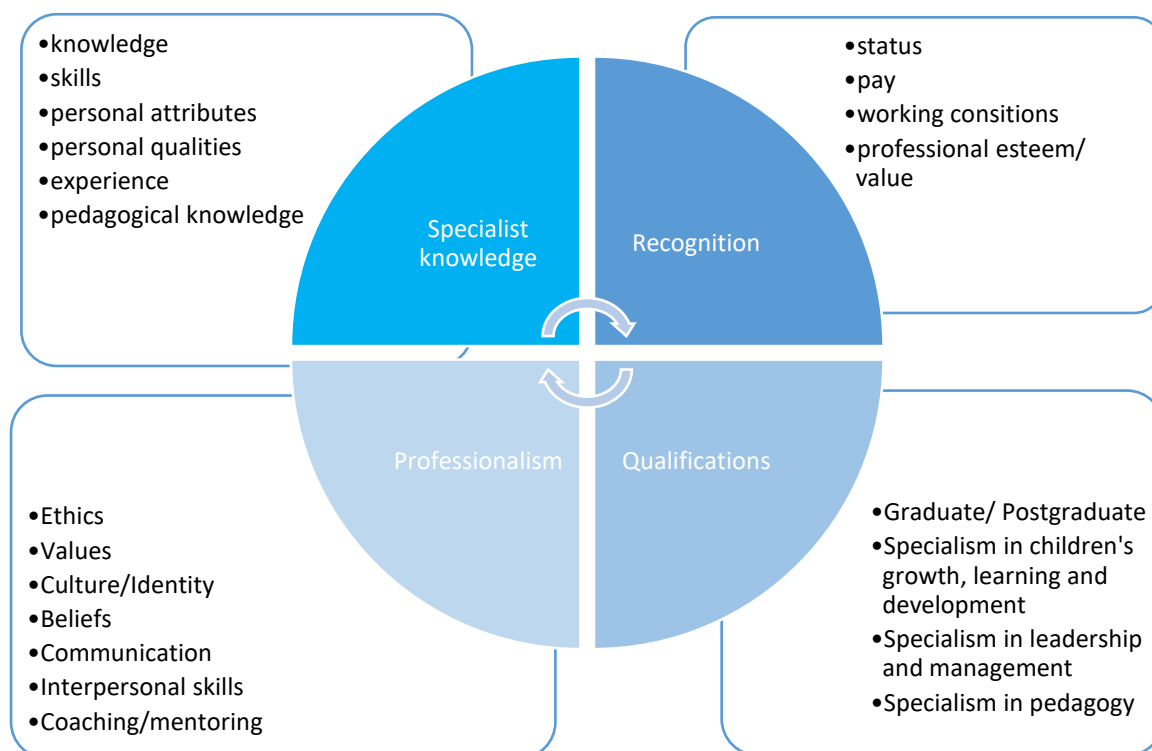 •knowledge
•skills
•personal attributes
•personal qualities
•experience
•pedagogical knowledge
•status
•pay
•working consitions
•professional esteem/
value
Specialist
knowledge
Recognition
Professionalism
Qualifications
•Ethics
•Values
•Culture/Identity
•Beliefs
•Communication
•Interpersonal skills
•Coaching/mentoring
•Graduate/ Postgraduate
•Specialism in children's
growth, learning and
development
•Specialism in leadership
and management
•Specialism in pedagogy